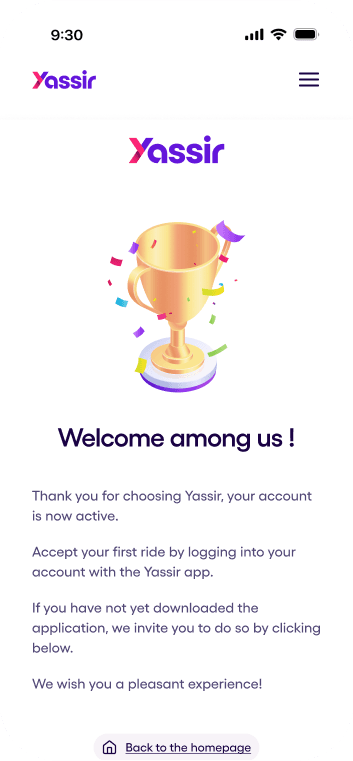 9:30
Yassir
Yassir
Welcome among us !
Thank you for choosing Yassir, your account
is now active.
Accept your first ride by logging into your
account with the Yassir app.
If you have not yet downloaded the
application, we invite you to do so by clicking
below.
We wish you a pleasant experience!
Back to the homepage